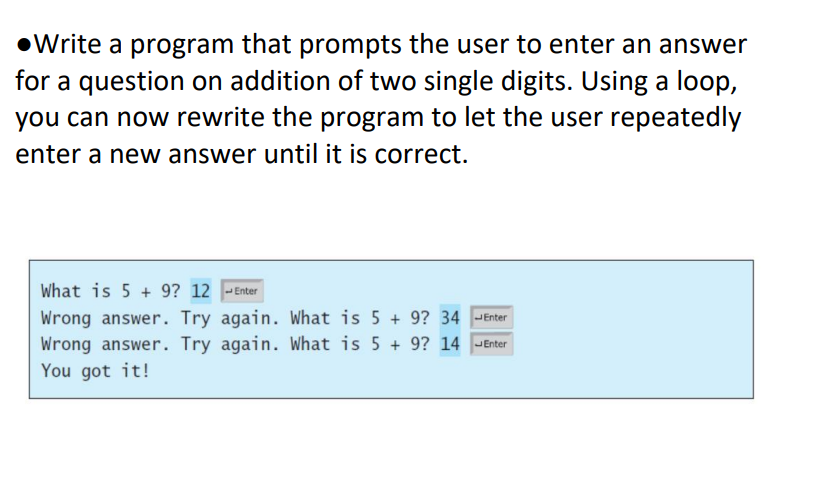 ●Write a program that prompts the user to enter an answer
for a question on addition of two single digits. Using a loop,
you can now rewrite the program to let the user repeatedly
enter a new answer until it is correct.
What is 5 + 9? 12 ↵Enter
Wrong answer. Try again. What is 5 + 9? 34 ↵Enter
Wrong answer. Try again. What is 5 + 9? 14 ↵Enter
You got it!